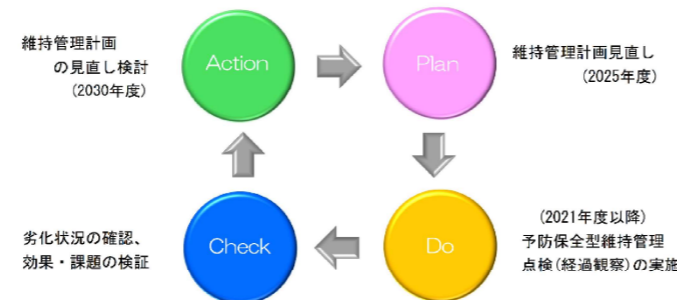 維持管理計画
の見直し検討
(2030年度)
Action
Plan
維持管理計画見直し
(2025年度)
劣化状況の確認、
効果・課題の検証
Check
Do
(2021年度以降)
予防保全型維持管理
点検(経過観察)の実施